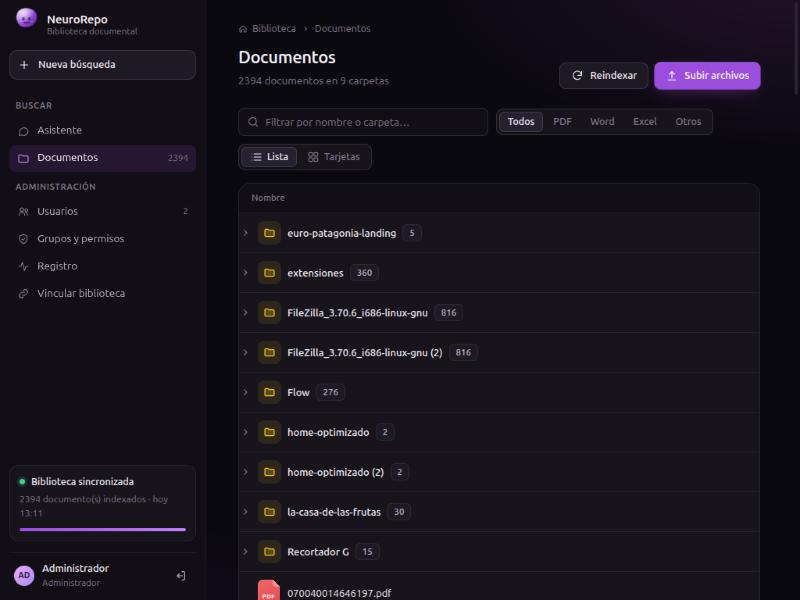 NeuroRepo
Biblioteca documental
Nueva búsqueda
BUSCAR
Asistente
Documentos 2394
ADMINISTRACIÓN
Usuarios 2
Grupos y permisos
Registro
Vincular biblioteca
Biblioteca sincronizada
2394 documento(s) indexados · hoy
13:11
AD
Administrador
Administrador
Biblioteca › Documentos
Documentos
2394 documentos en 9 carpetas
Reindexar
Subir archivos
Filtrar por nombre o carpeta...
Todos PDF Word Excel Otros
Lista Tarjetas
Nombre
euro-patagonia-landing 5
extensiones 360
FileZilla_3.70.6_i686-linux-gnu 816
FileZilla_3.70.6_i686-linux-gnu (2) 816
Flow 276
home-optimizado 2
home-optimizado (2) 2
la-casa-de-las-frutas 30
Recortador G 15
PDF 070040014646197.pdf